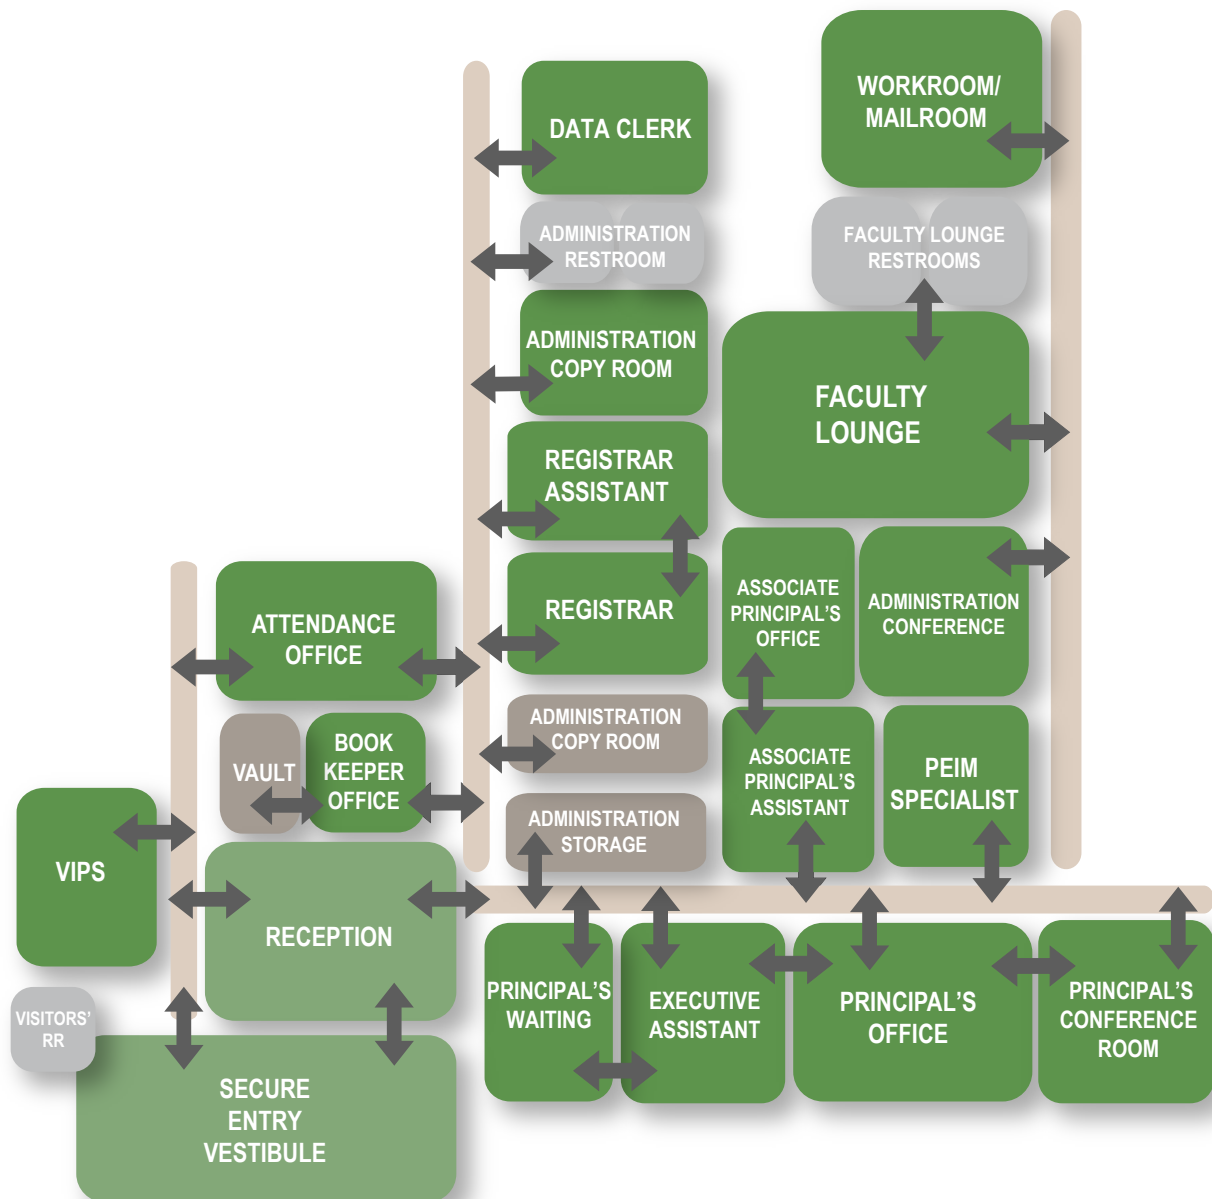 WORKROOM/
MAILROOM
DATA CLERK
ADMINISTRATION
RESTROOM
FACULTY LOUNGE
RESTROOMS
ADMINISTRATION
COPY ROOM
FACULTY
LOUNGE
REGISTRAR
ASSISTANT
REGISTRAR
ASSOCIATE
PRINCIPAL'S
OFFICE
ADMINISTRATION
CONFERENCE
ATTENDANCE
OFFICE
ADMINISTRATION
COPY ROOM
VAULT
BOOK
KEEPER
OFFICE
ASSOCIATE
PRINCIPAL'S
ASSISTANT
PEIM
SPECIALIST
ADMINISTRATION
STORAGE
VIPS
RECEPTION
PRINCIPAL'S
WAITING
EXECUTIVE
ASSISTANT
PRINCIPAL'S
OFFICE
PRINCIPAL'S
CONFERENCE
ROOM
VISITORS'
RR
SECURE
ENTRY
VESTIBULE